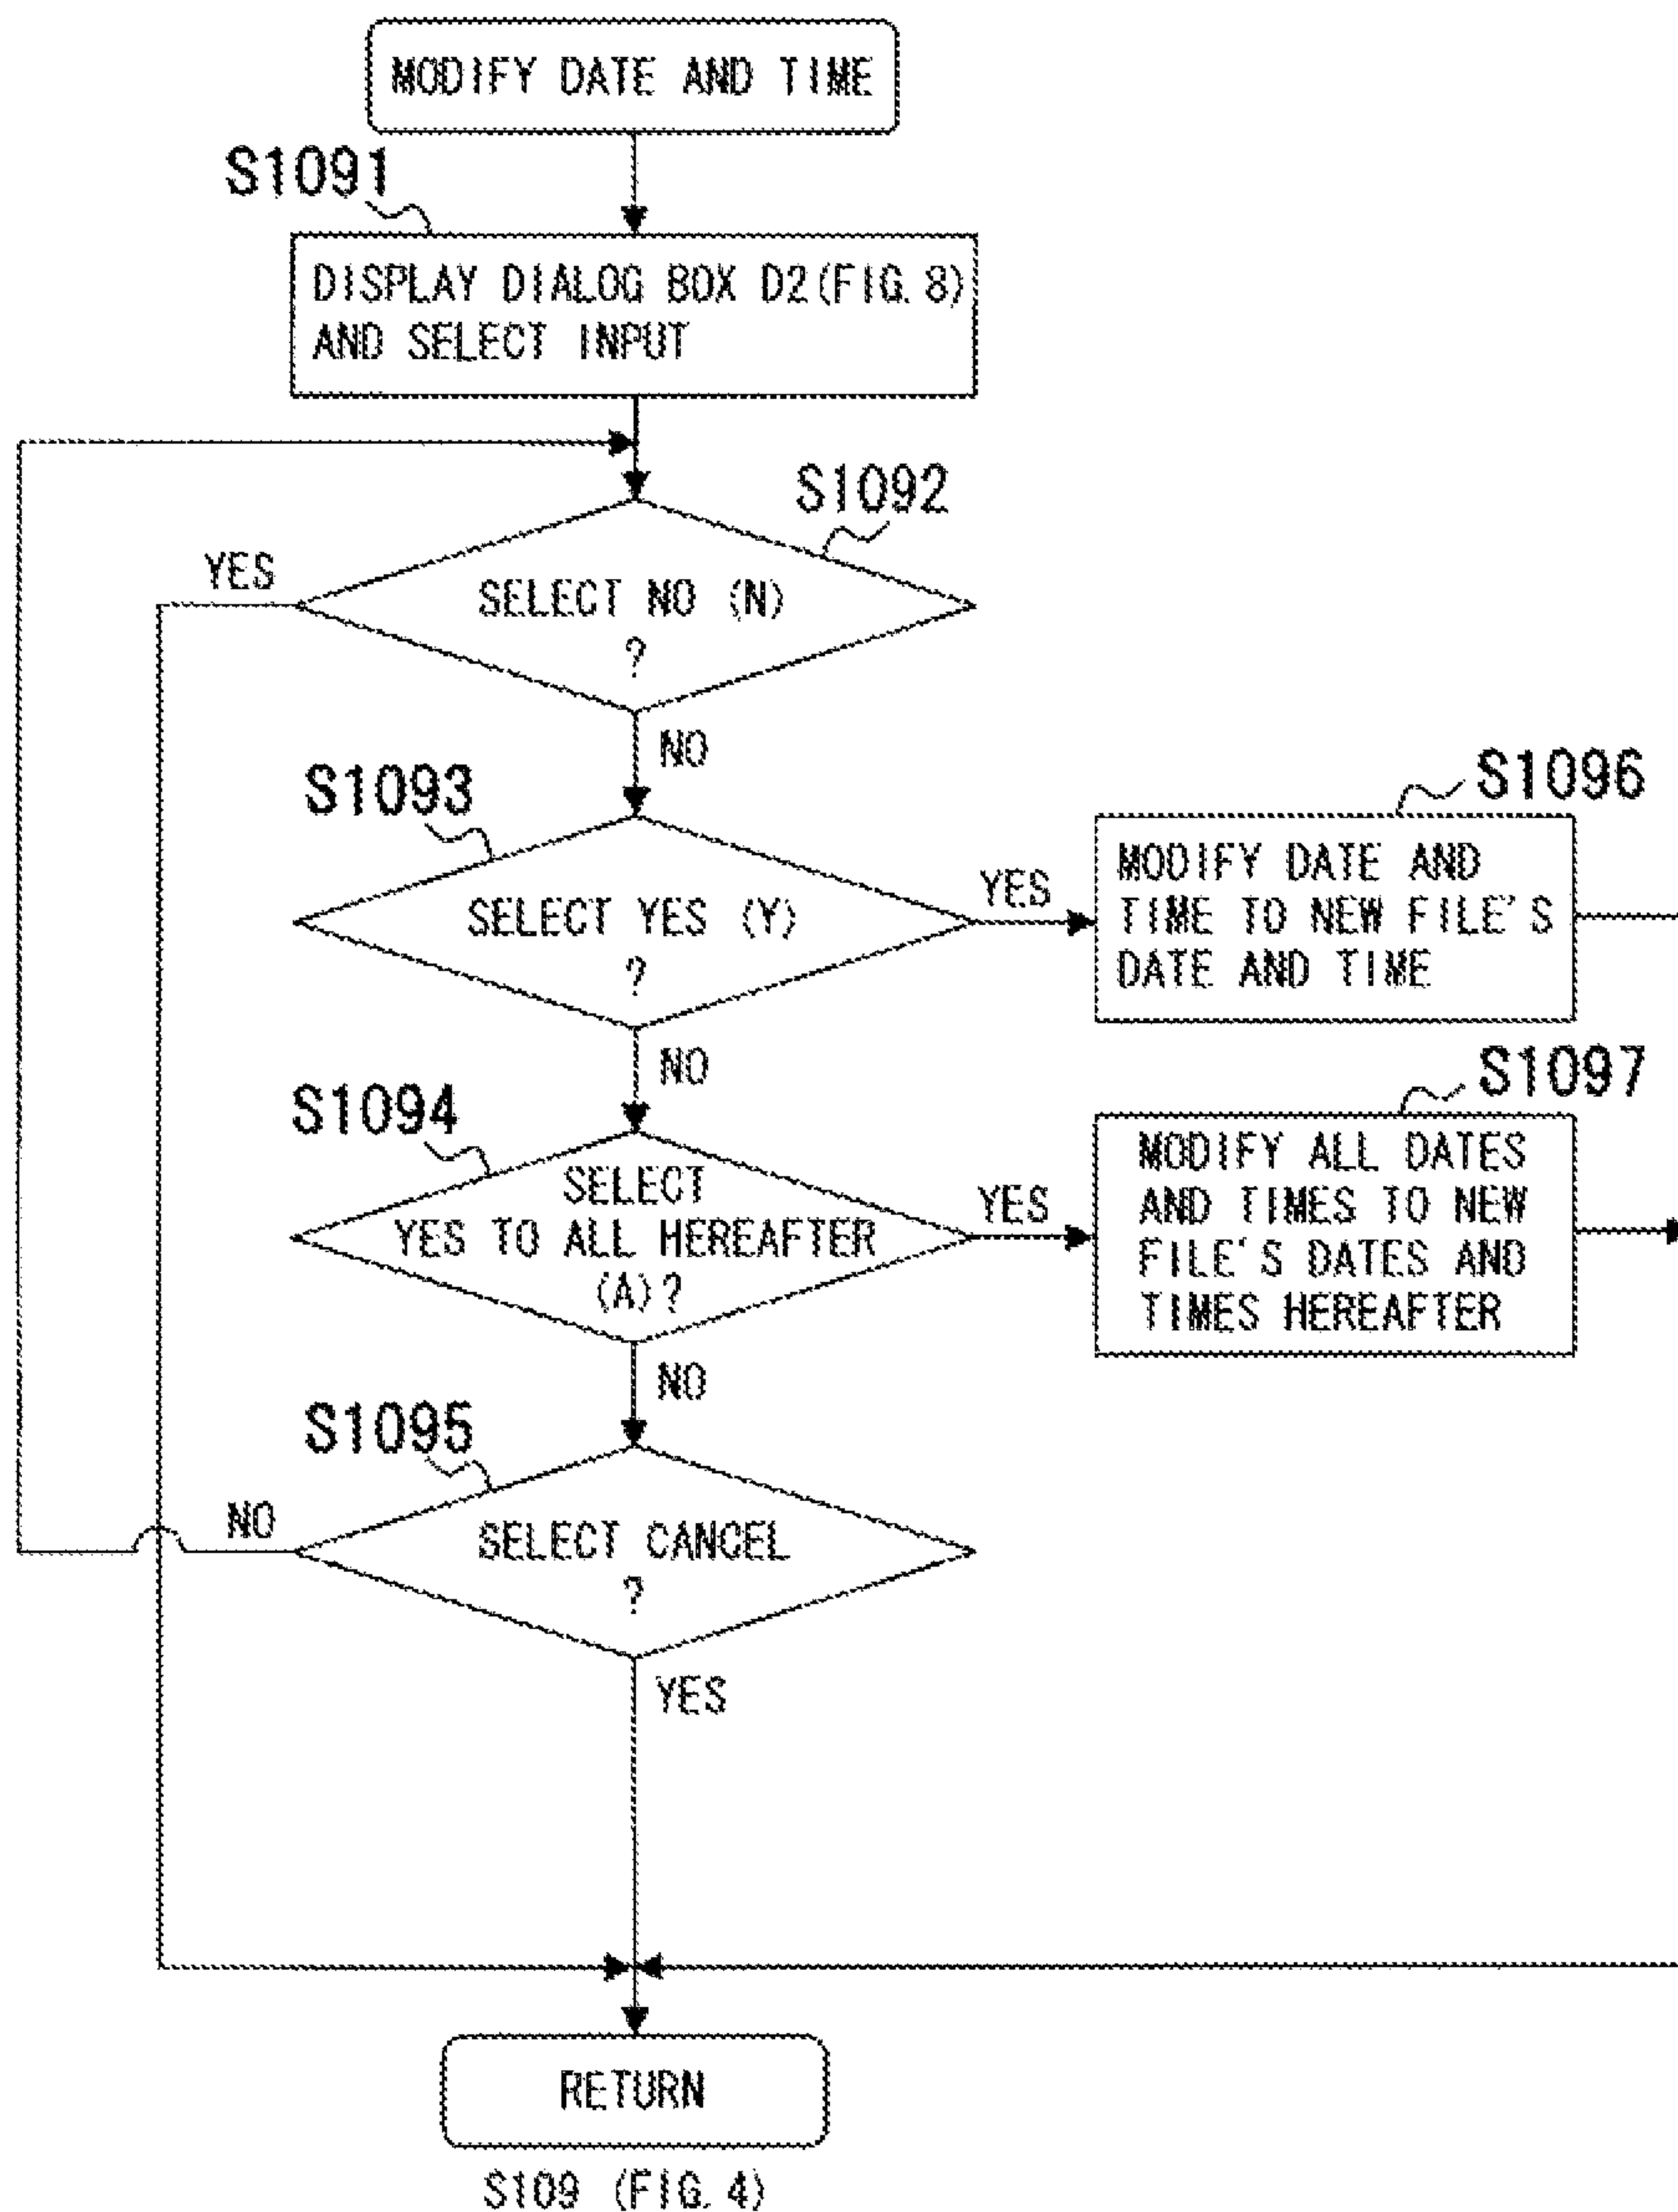 MODIFY DATE AND TIME
S1091
DISPLAY DIALOG BOX D2(FIG. 8)
AND SELECT INPUT
S1092
YES
SELECT NO (N)
?
NO
S1093
SELECT YES (Y)
?
YES
S1096
MODIFY DATE AND
TIME TO NEW FILE'S
DATE AND TIME
NO
S1094
SELECT
YES TO ALL HEREAFTER
(A)?
YES
S1097
MODIFY ALL DATES
AND TIMES TO NEW
FILE'S DATES AND
TIMES HEREAFTER
NO
S1095
NO
SELECT CANCEL
?
YES
RETURN
S109 (FIG. 4)